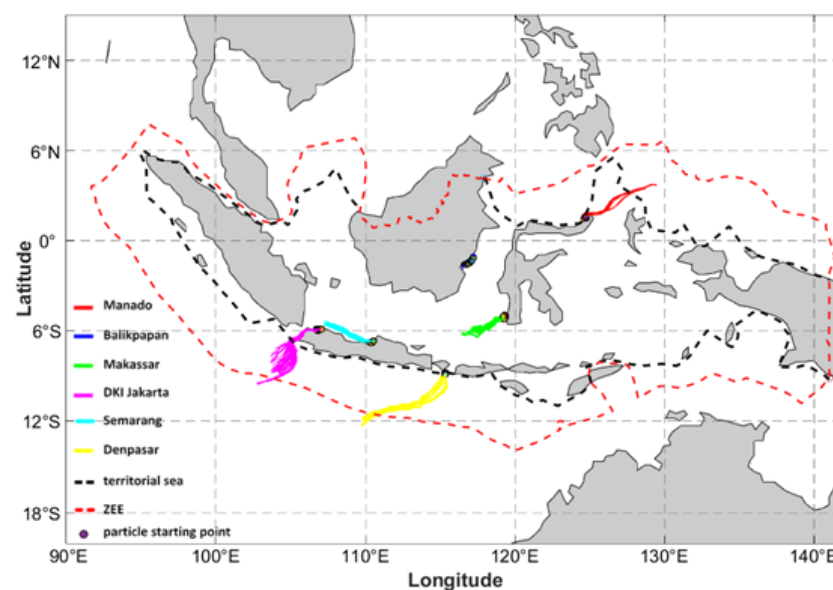 12°N
6°N
0°
6°S
12°S
18°S
Latitude
Manado
Balikpapan
Makassar
DKI Jakarta
Semarang
Denpasar
territorial sea
ZEE
particle starting point
90°E 100°E 110°E 120°E 130°E 140°E
Longitude